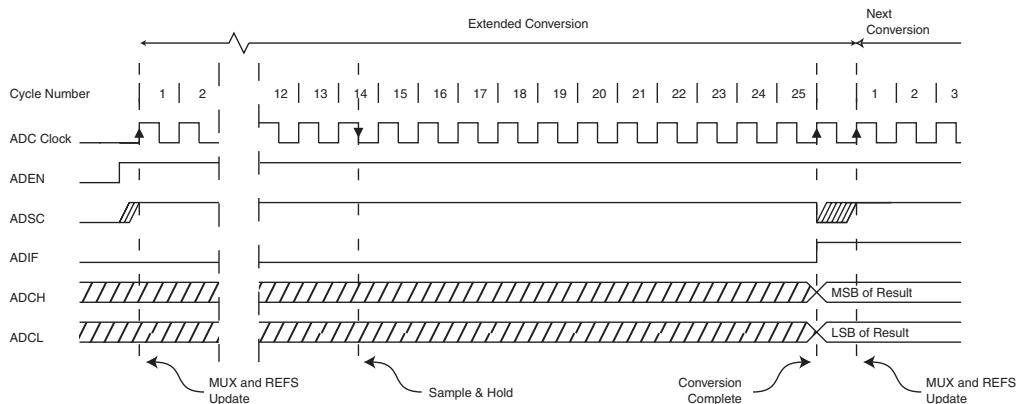 Extended Conversion
Next
Conversion
Cycle Number 1 2 12 13 14 15 16 17 18 19 20 21 22 23 24 25 1 2 3
ADC Clock
ADEN
ADSC
ADIF
ADCH MSB of Result
ADCL LSB of Result
MUX and REFS
Update
Sample & Hold
Conversion
Complete
MUX and REFS
Update